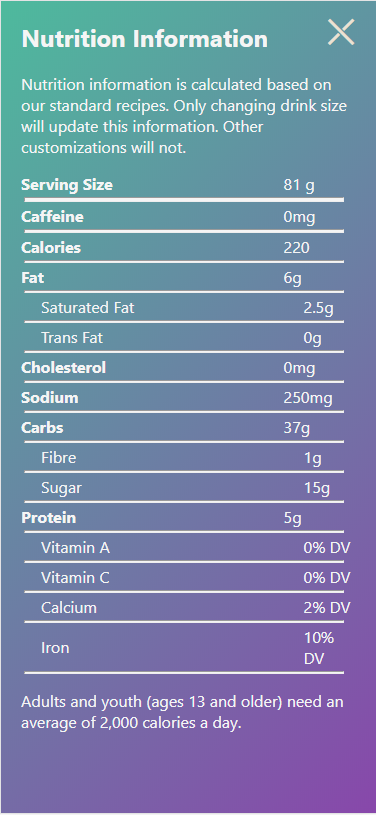 Nutrition Information
Nutrition information is calculated based on
our standard recipes. Only changing drink size
will update this information. Other
customizations will not.
Serving Size 81 g
Caffeine 0mg
Calories 220
Fat 6g
Saturated Fat 2.5g
Trans Fat 0g
Cholesterol 0mg
Sodium 250mg
Carbs 37g
Fibre 1g
Sugar 15g
Protein 5g
Vitamin A 0% DV
Vitamin C 0% DV
Calcium 2% DV
Iron 10%
DV
Adults and youth (ages 13 and older) need an
average of 2,000 calories a day.